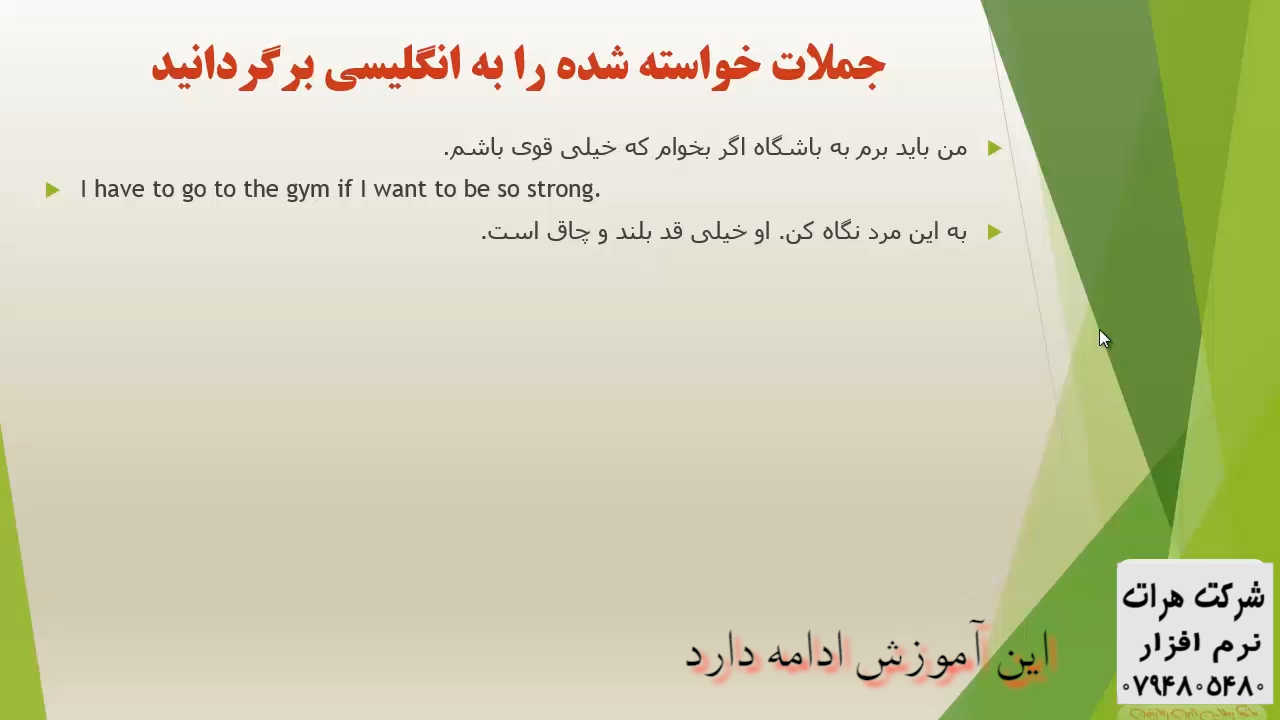 جملات خواسته شده را به انگلیسی برگردانید
من باید برم به باشگاه اگر بخوام که خیلی قوی باشم.
I have to go to the gym if I want to be so strong.
به این مرد نگاه کن. او خیلی قد بلند و چاق است.
این آموزش ادامه دارد
شرکت هرات
نرم افزار
۰۷۹۴۸۰۵۴۸۰